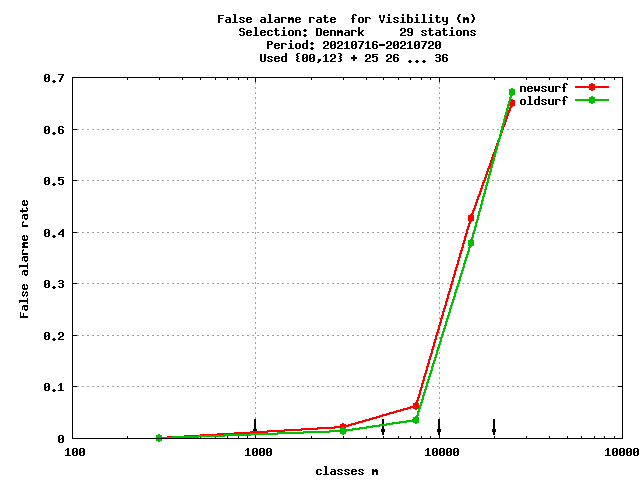 False alarme rate  for Visibility (m)
Selection: Denmark     29 stations
Period: 20210716-20210720
Used {00,12} + 25 26 ... 36
newsurf
oldsurf
False alarme rate
0.7
0.6
0.5
0.4
0.3
0.2
0.1
0
100
1000
10000
100000
classes m